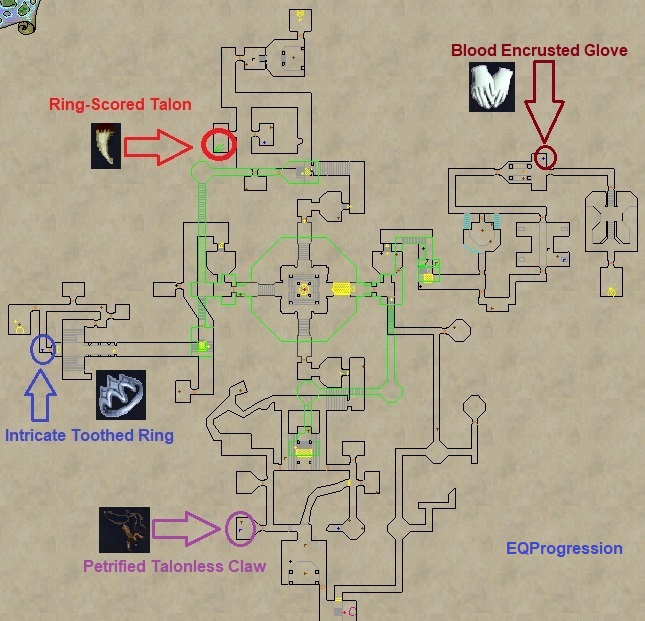 Blood Encrusted Glove
Ring-Scored Talon
Intricate Toothed Ring
EQProgression
Petrified Talonless Claw